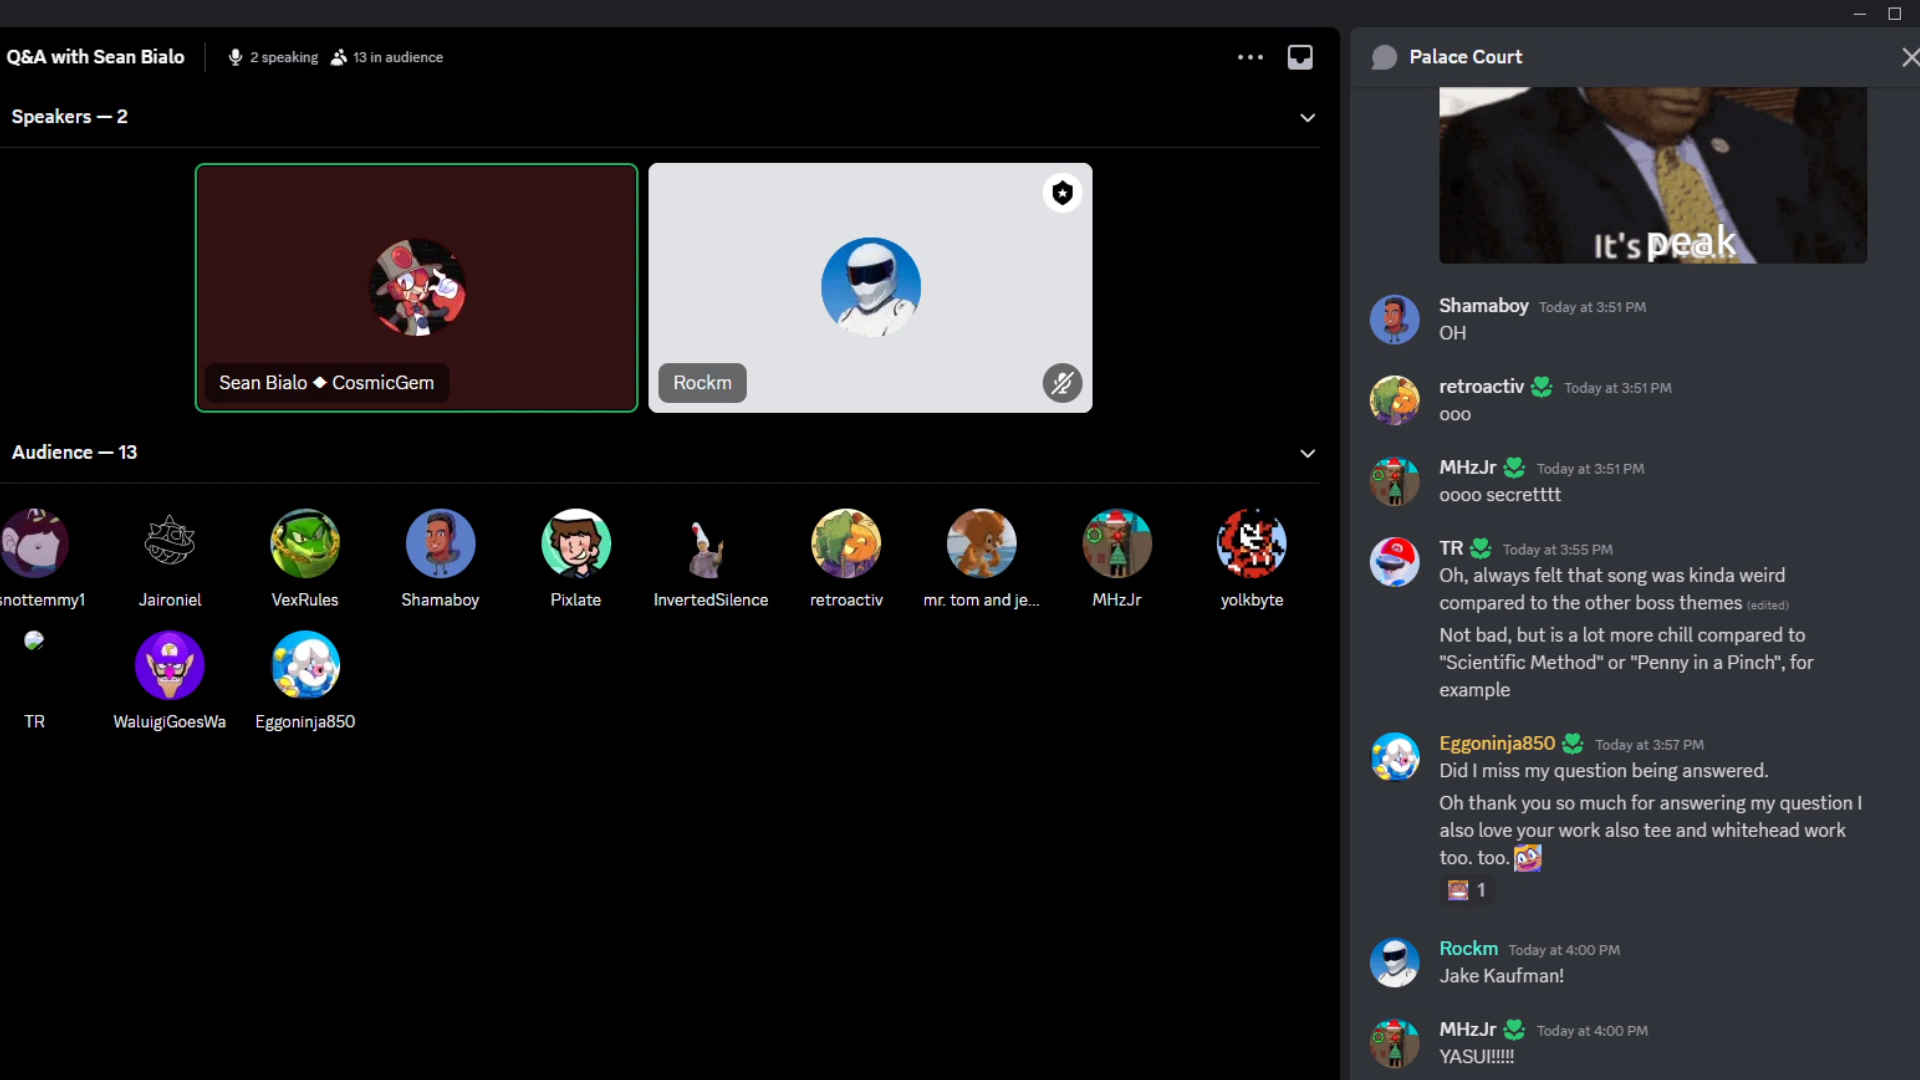 Q&A with Sean Bialo
2 speaking
13 in audience
Speakers — 2
Sean Bialo ◆ CosmicGem
Rockm
Audience — 13
snottemmy1
Jaironiel
VexRules
Shamaboy
Pixlate
InvertedSilence
retroactiv
mr. tom and je...
MHzJr
yolkbyte
TR
WaluigiGoesWa
Eggoninja850
Palace Court
It's peak
Shamaboy Today at 3:51 PM
OH
retroactiv Today at 3:51 PM
ooo
MHzJr Today at 3:51 PM
oooo secretttt
TR Today at 3:55 PM
Oh, always felt that song was kinda weird
compared to the other boss themes (edited)
Not bad, but is a lot more chill compared to
"Scientific Method" or "Penny in a Pinch", for
example
Eggoninja850 Today at 3:57 PM
Did I miss my question being answered.
Oh thank you so much for answering my question I
also love your work also tee and whitehead work
too. too.
1
Rockm Today at 4:00 PM
Jake Kaufman!
MHzJr Today at 4:00 PM
YASUI!!!!!